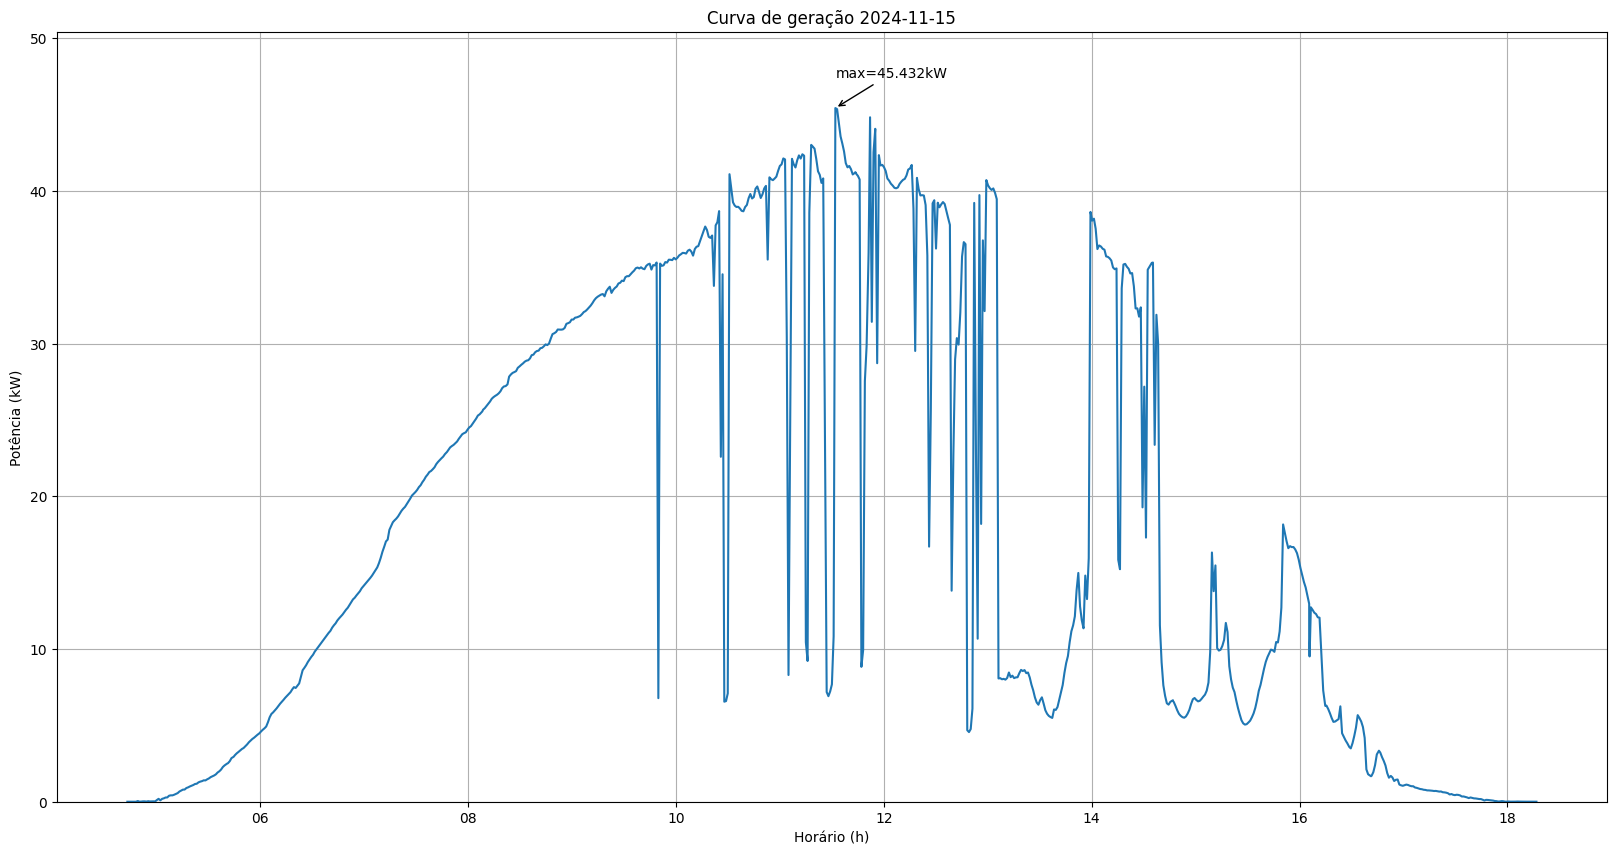 Curva de geração 2024-11-15
max=45.432kW
Potência (kW)
50
40
30
20
10
0
06 08 10 12 14 16 18
Horário (h)